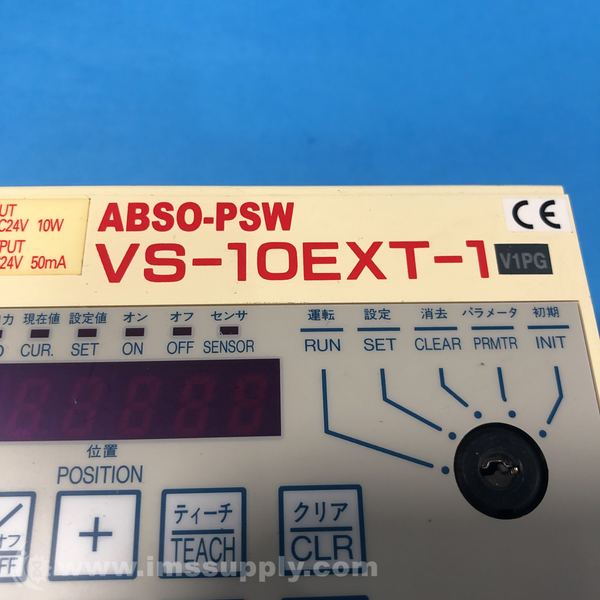 ABSO-PSW
CE
VS-10EXT-1 V1PG
C24V 10W
24V 50mA
現在値 設定値 オン オフ センサ
CUR. SET ON OFF SENSOR
運転 設定 消去 パラメータ 初期
RUN SET CLEAR PRMTR INIT
位置
POSITION
+
ティーチ
TEACH
クリア
CLR
www.imssupply.com